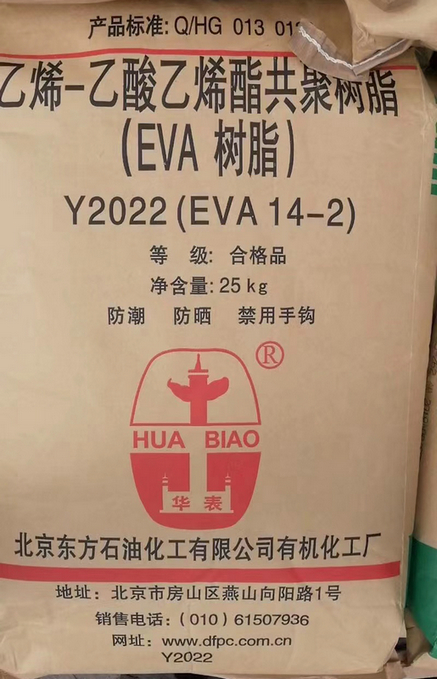 产品标准: Q/HG 013 01
乙烯-乙酸乙烯酯共聚树脂
(EVA 树脂)
Y2022 (EVA 14-2)
等 级: 合格品
净含量: 25 kg
防潮 防晒 禁用手钩
®
HUA BIAO
华表
北京东方石油化工有限公司有机化工厂
地址: 北京市房山区燕山向阳路1号
销售电话: (010) 61507936
网址: www.dfpc.com.cn
Y2022